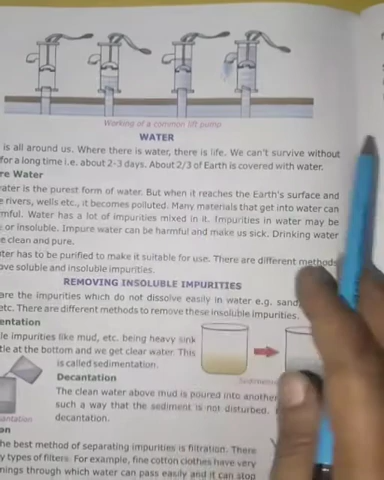 Working of a common lift pump
WATER
is all around us. Where there is water, there is life. We can't survive without
for a long time i.e. about 2-3 days. About 2/3 of Earth is covered with water.
re Water
ater is the purest form of water. But when it reaches the Earth's surface and
rivers, wells etc., it becomes polluted. Many materials that get into water can
mful. Water has a lot of impurities mixed in it. Impurities in water may be
or insoluble. Impure water can be harmful and make us sick. Drinking water
e clean and pure.
ter has to be purified to make it suitable for use. There are different methods
ove soluble and insoluble impurities.
REMOVING INSOLUBLE IMPURITIES
are the impurities which do not dissolve easily in water e.g. sand,
etc. There are different methods to remove these insoluble impurities.
entation
le impurities like mud, etc. being heavy sink
tle at the bottom and we get clear water. This
is called sedimentation.
Decantation
The clean water above mud is poured into another
such a way that the sediment is not disturbed.
decantation.
antation
on
he best method of separating impurities is filtration. There
y types of filters. For example, fine cotton clothes have very
nings through which water can pass easily and it can stop